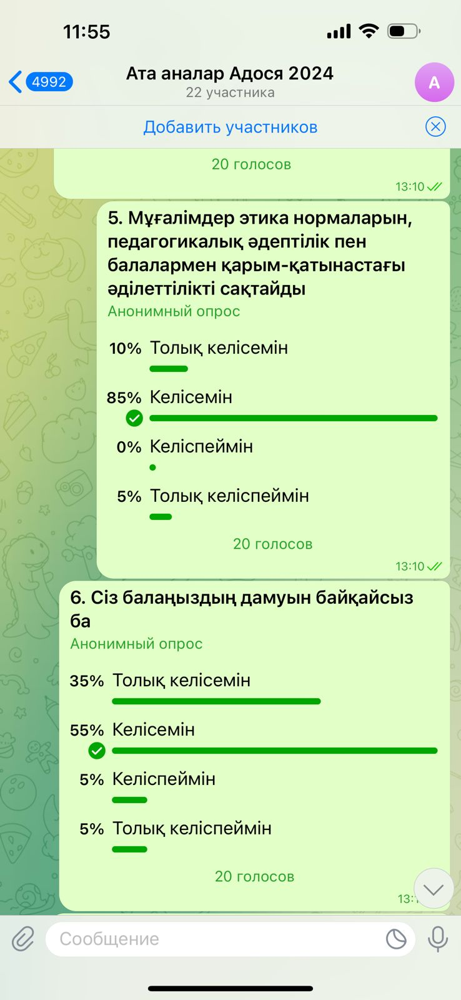 11:55
4992
Ата аналар Адося 2024
22 участника
А
Добавить участников
20 голосов
13:10
5. Мұғалімдер этика нормаларын,
педагогикалық әдептілік пен
балалармен қарым-қатынастағы
әділеттілікті сақтайды
Анонимный опрос
10% Толық келісемін
85% Келісемін
0% Келіспеймін
5% Толық келіспеймін
20 голосов
13:10
6. Сіз балаңыздың дамуын байқайсыз
ба
Анонимный опрос
35% Толық келісемін
55% Келісемін
5% Келіспеймін
5% Толық келіспеймін
20 голосов
Сообщение